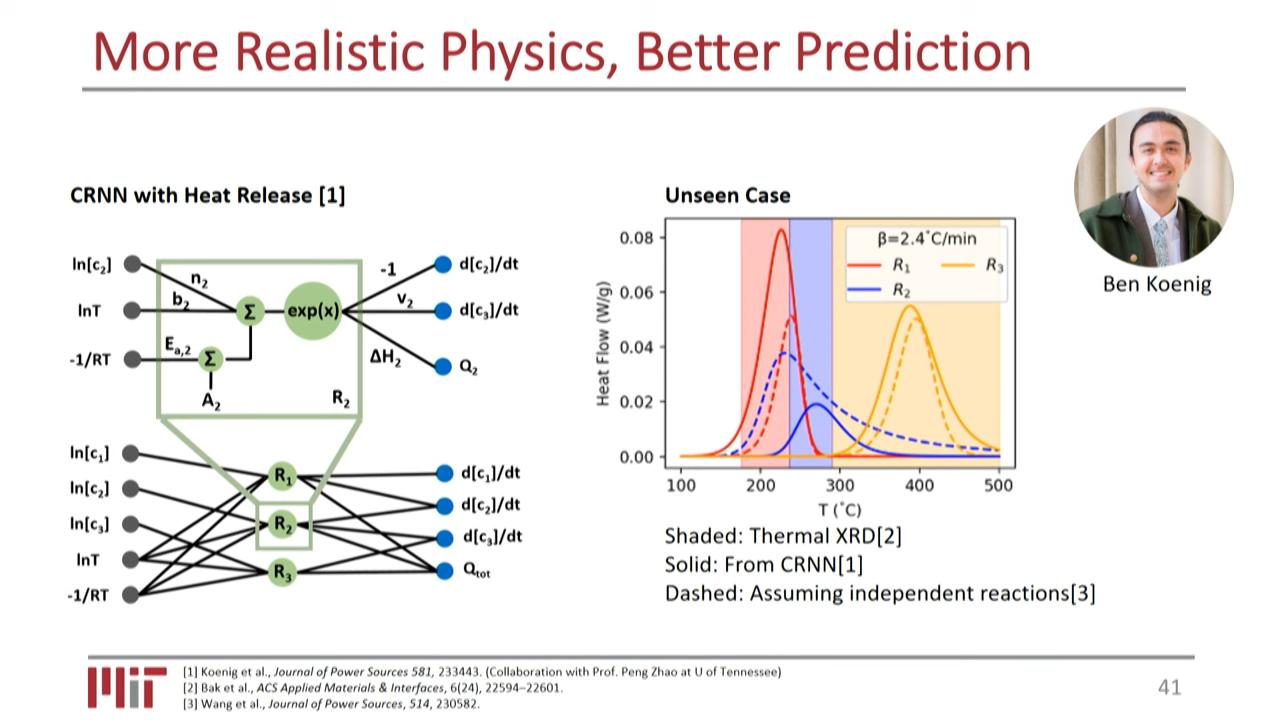 More Realistic Physics, Better Prediction
CRNN with Heat Release [1]
ln[c₂]
lnT
-1/RT
n₂
b₂
Eₐ,₂
Σ
Σ
A₂
exp(x)
R₂
-1
ν₂
ΔH₂
d[c₂]/dt
d[c₃]/dt
Q₂
ln[c₁]
ln[c₂]
ln[c₃]
lnT
-1/RT
R₁
R₂
R₃
d[c₁]/dt
d[c₂]/dt
d[c₃]/dt
Qtot
Unseen Case
Heat Flow (W/g)
0.08
0.06
0.04
0.02
0.00
β=2.4°C/min
R₁
R₃
R₂
100 200 300 400 500
T (°C)
Shaded: Thermal XRD[2]
Solid: From CRNN[1]
Dashed: Assuming independent reactions[3]
Ben Koenig
[1] Koenig et al., Journal of Power Sources 581, 233443. (Collaboration with Prof. Peng Zhao at U of Tennessee)
[2] Bak et al., ACS Applied Materials & Interfaces, 6(24), 22594–22601.
[3] Wang et al., Journal of Power Sources, 514, 230582.
41